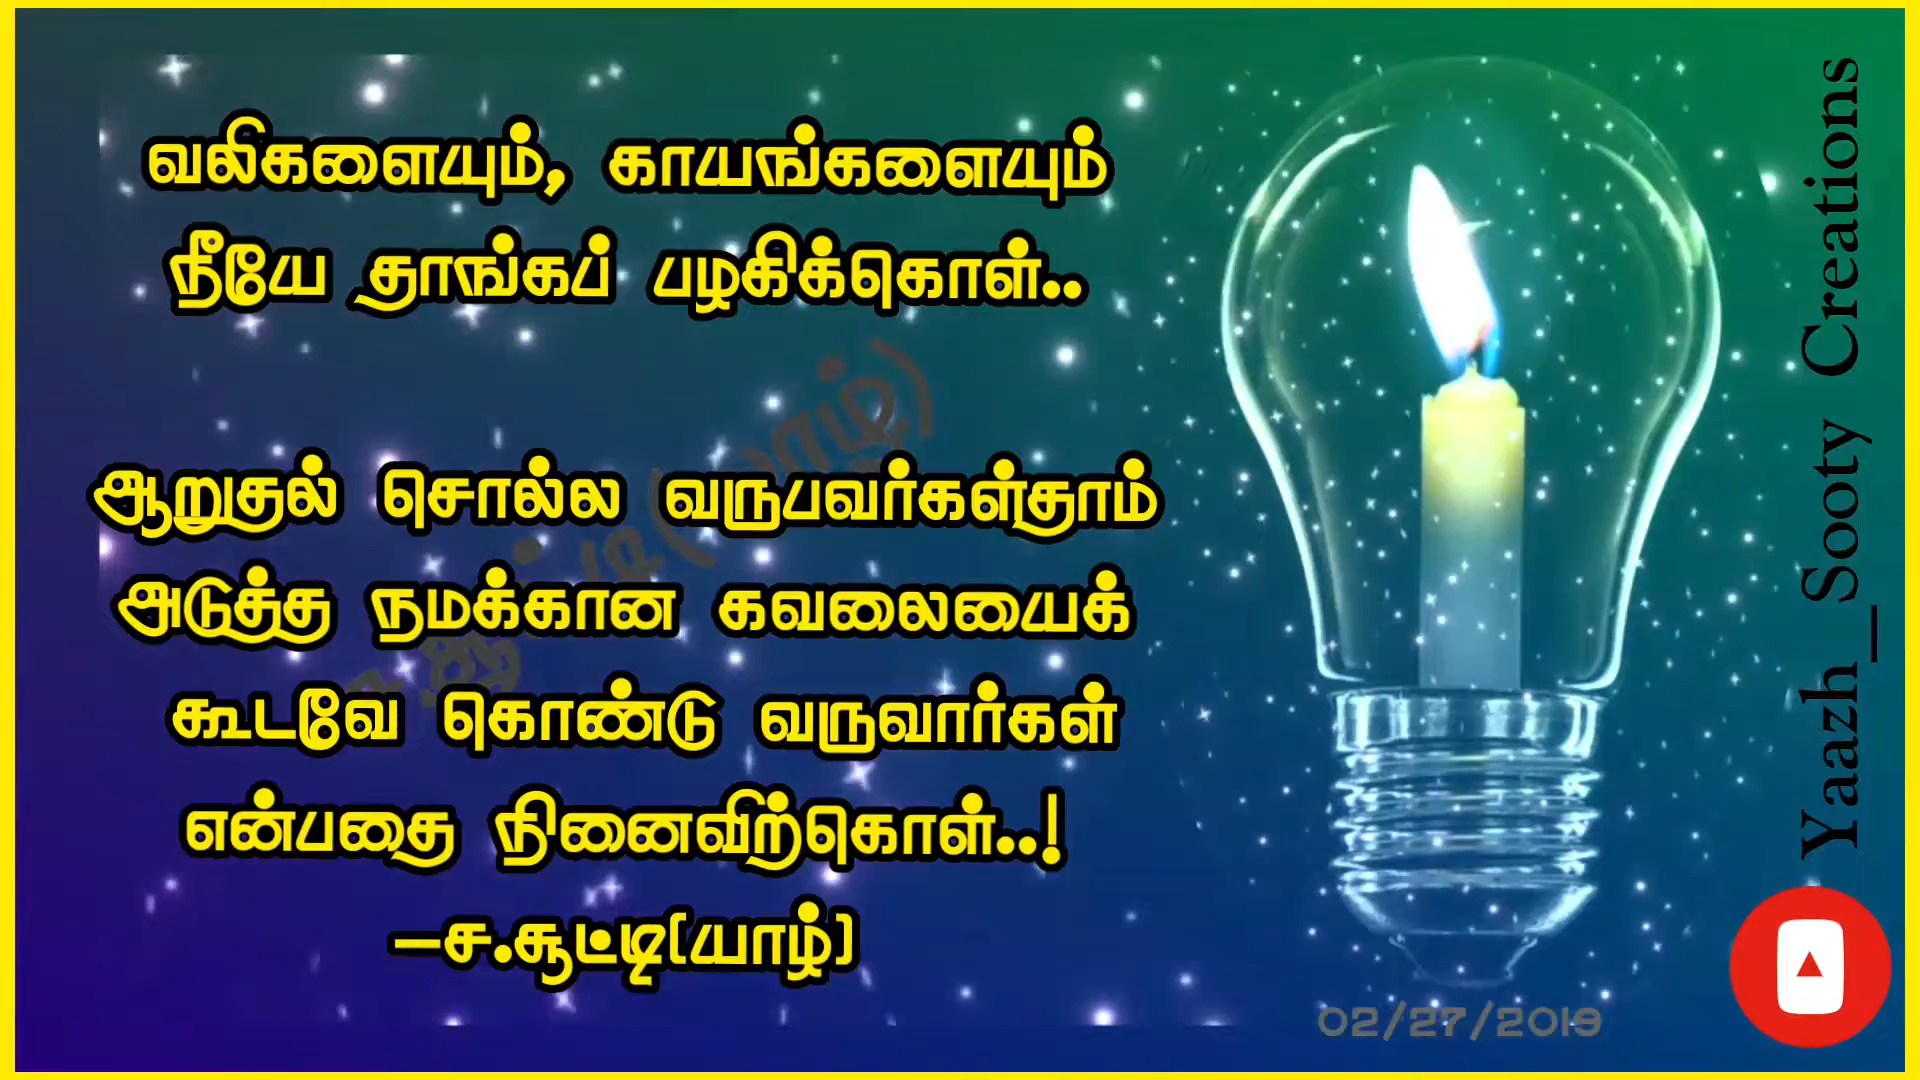 வலிகளையும், காயங்களையும்
நீயே தாங்கப் பழகிக்கொள்..
ஆறுதல் சொல்ல வருபவர்கள்தாம்
அடுத்த நமக்கான கவலையைக்
கூடவே கொண்டு வருவார்கள்
என்பதை நினைவிற்கொள்..!
–ச.சூட்டி(யாழ்)
Yaazh_Sooty Creations
02/27/2019